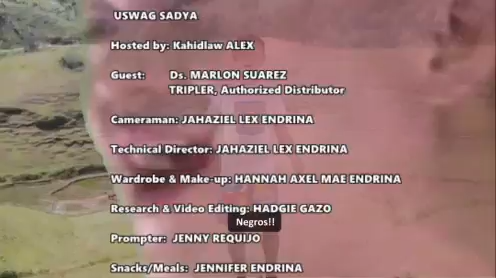 USWAG SADYA
Hosted by: Kahidlaw ALEX
Guest: Ds. MARLON SUAREZ
TRIPLER, Authorized Distributor
Cameraman: JAHAZIEL LEX ENDRINA
Technical Director: JAHAZIEL LEX ENDRINA
Wardrobe & Make-up: HANNAH AXEL MAE ENDRINA
Research & Video Editing: HADGIE GAZO
Negros!!
Prompter: JENNY REQUIJO
Snacks/Meals: JENNIFER ENDRINA